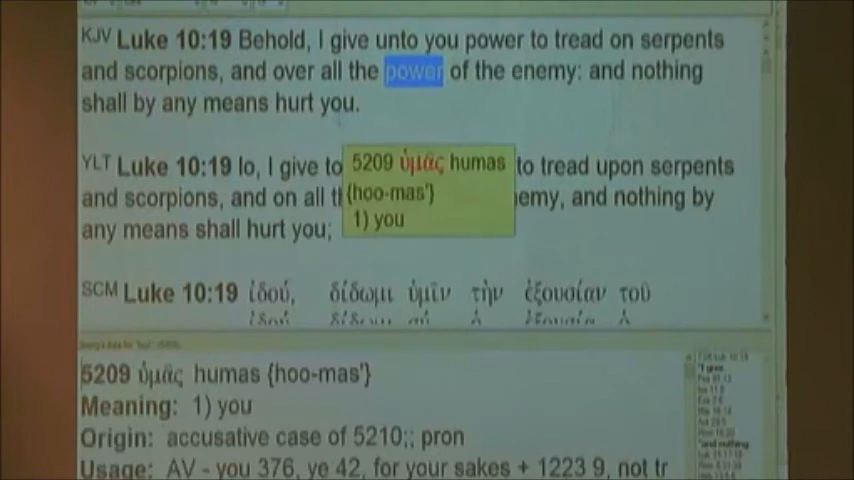 KJV Luke 10:19 Behold, I give unto you power to tread on serpents
and scorpions, and over all the power of the enemy: and nothing
shall by any means hurt you.
YLT Luke 10:19 lo, I give to
to tread upon serpents
and scorpions, and on all
emy, and nothing by
any means shall hurt you;
5209 ὑμᾶς humas
{hoo-mas'}
1) you
SCM Luke 10:19 ἰδού, δίδωμι ὑμῖν τὴν ἐξουσίαν τοῦ
5209 ὑμᾶς humas {hoo-mas'}
Meaning: 1) you
Origin: accusative case of 5210;; pron
Usage: AV - you 376, ye 42, for your sakes + 1223 9, not tr
"I give
"and nothing